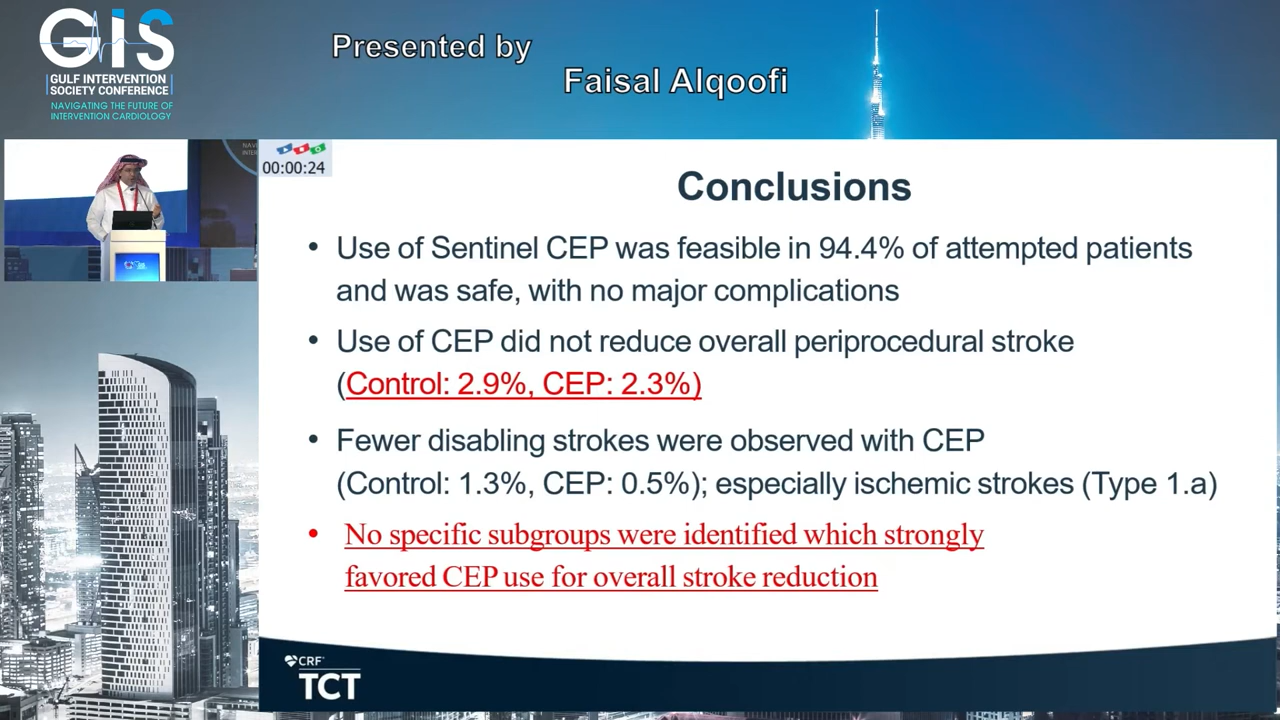 GIS
GULF INTERVENTION
SOCIETY CONFERENCE
NAVIGATING THE FUTURE OF
INTERVENTION CARDIOLOGY
Presented by
Faisal Alqoofi
00:00:24
Conclusions
• Use of Sentinel CEP was feasible in 94.4% of attempted patients
and was safe, with no major complications
• Use of CEP did not reduce overall periprocedural stroke
(Control: 2.9%, CEP: 2.3%)
• Fewer disabling strokes were observed with CEP
(Control: 1.3%, CEP: 0.5%); especially ischemic strokes (Type 1.a)
• No specific subgroups were identified which strongly
favored CEP use for overall stroke reduction
CRF
TCT